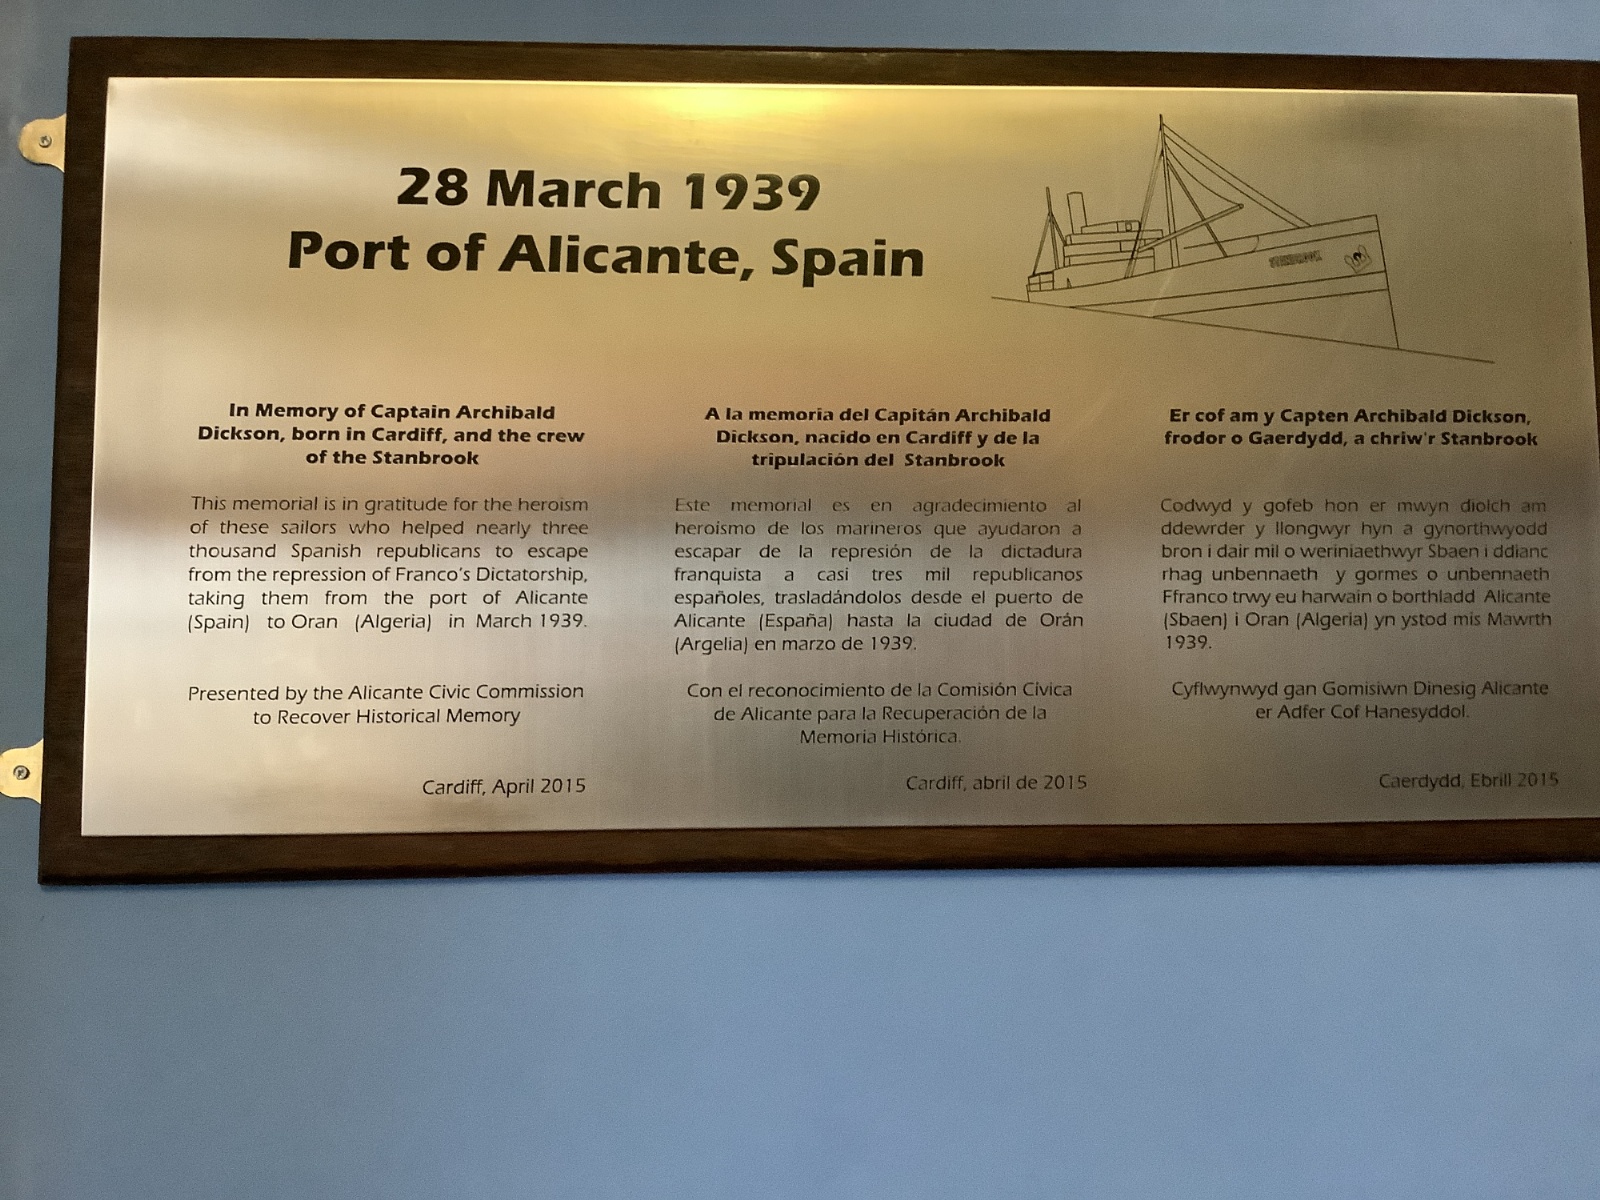 28 March 1939
Port of Alicante, Spain
STANBROOK
In Memory of Captain Archibald
Dickson, born in Cardiff, and the crew
of the Stanbrook
This memorial is in gratitude for the heroism
of these sailors who helped nearly three
thousand Spanish republicans to escape
from the repression of Franco's Dictatorship,
taking them from the port of Alicante
(Spain) to Oran (Algeria) in March 1939.
Presented by the Alicante Civic Commission
to Recover Historical Memory
Cardiff, April 2015
A la memoria del Capitán Archibald
Dickson, nacido en Cardiff y de la
tripulación del Stanbrook
Este memorial es en agradecimiento al
heroismo de los marineros que ayudaron a
escapar de la represión de la dictadura
franquista a casi tres mil republicanos
españoles, trasladándolos desde el puerto de
Alicante (España) hasta la ciudad de Orán
(Argelia) en marzo de 1939.
Con el reconocimiento de la Comisión Cívica
de Alicante para la Recuperación de la
Memoria Histórica.
Cardiff, abril de 2015
Er cof am y Capten Archibald Dickson,
frodor o Gaerdydd, a chriw'r Stanbrook
Codwyd y gofeb hon er mwyn diolch am
ddewrder y llongwyr hyn a gynorthwyodd
bron i dair mil o weriniaethwyr Sbaen i ddianc
rhag unbennaeth y gormes o unbennaeth
Ffranco trwy eu harwain o borthladd Alicante
(Sbaen) i Oran (Algeria) yn ystod mis Mawrth
1939.
Cyflwynwyd gan Gomisiwn Dinesig Alicante
er Adfer Cof Hanesyddol.
Caerdydd, Ebrill 2015